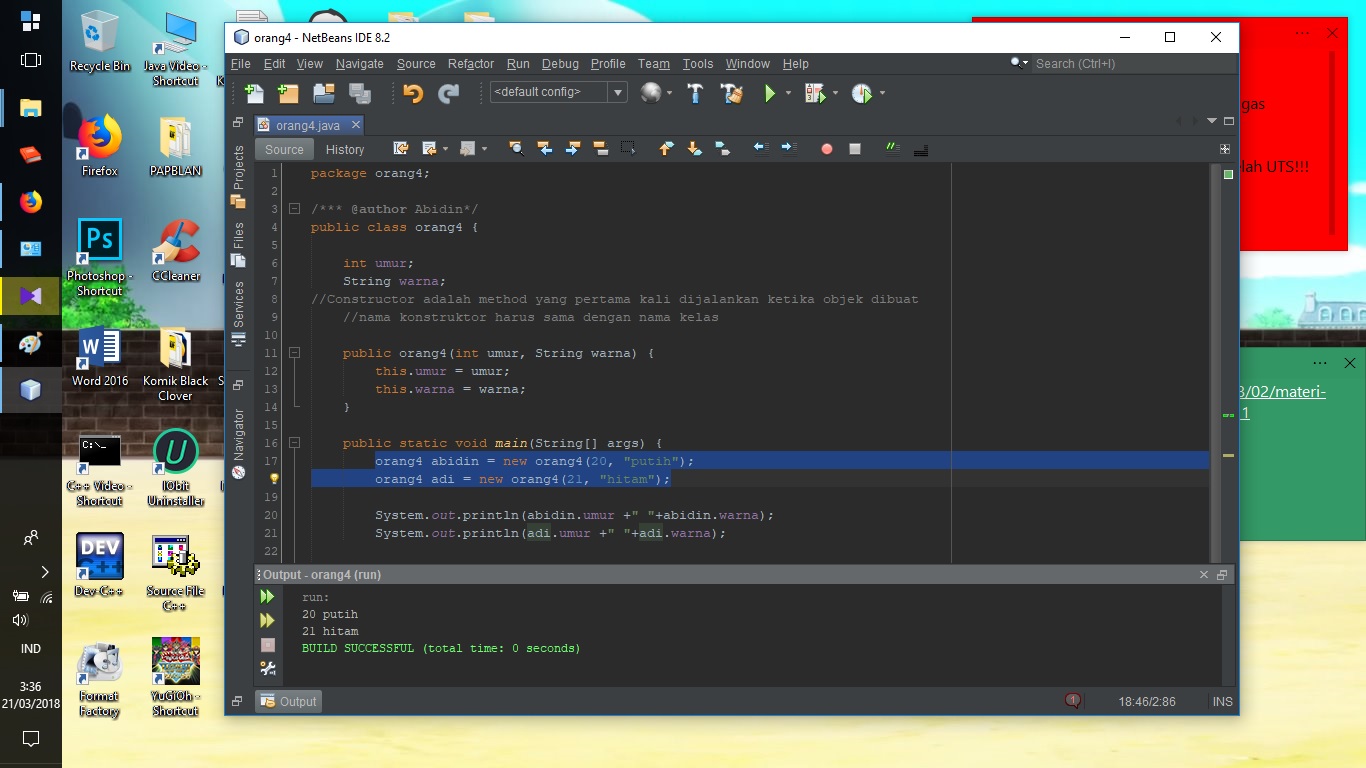 Recycle Bin
Java Video - Shortcut
Firefox
PAPBLAN
Photoshop - Shortcut
CCleaner
Word 2016
Komik Black Clover
C++ Video - Shortcut
IObit Uninstaller
Dev-C++
Source File C++
Format Factory
YuGiOh - Shortcut
IND
3:36
21/03/2018
Ps
DEV C++
C:\._
orang4 - NetBeans IDE 8.2
File Edit View Navigate Source Refactor Run Debug Profile Team Tools Window Help
Search (Ctrl+I)
<default config>
orang4.java
Source History
Projects
Files
Services
Navigator
1 package orang4;
2
3 /*** @author Abidin*/
4 public class orang4 {
5
6 int umur;
7 String warna;
8 //Constructor adalah method yang pertama kali dijalankan ketika objek dibuat
9 //nama konstruktor harus sama dengan nama kelas
10
11 public orang4(int umur, String warna) {
12 this.umur = umur;
13 this.warna = warna;
14 }
15
16 public static void main(String[] args) {
17 orang4 abidin = new orang4(20, "putih");
orang4 adi = new orang4(21, "hitam");
19
20 System.out.println(abidin.umur +" "+abidin.warna);
21 System.out.println(adi.umur +" "+adi.warna);
22
Output - orang4 (run)
run:
20 putih
21 hitam
BUILD SUCCESSFUL (total time: 0 seconds)
Output
1
18:46/2:86 INS
gas
elah UTS!!!
3/02/materi-
1